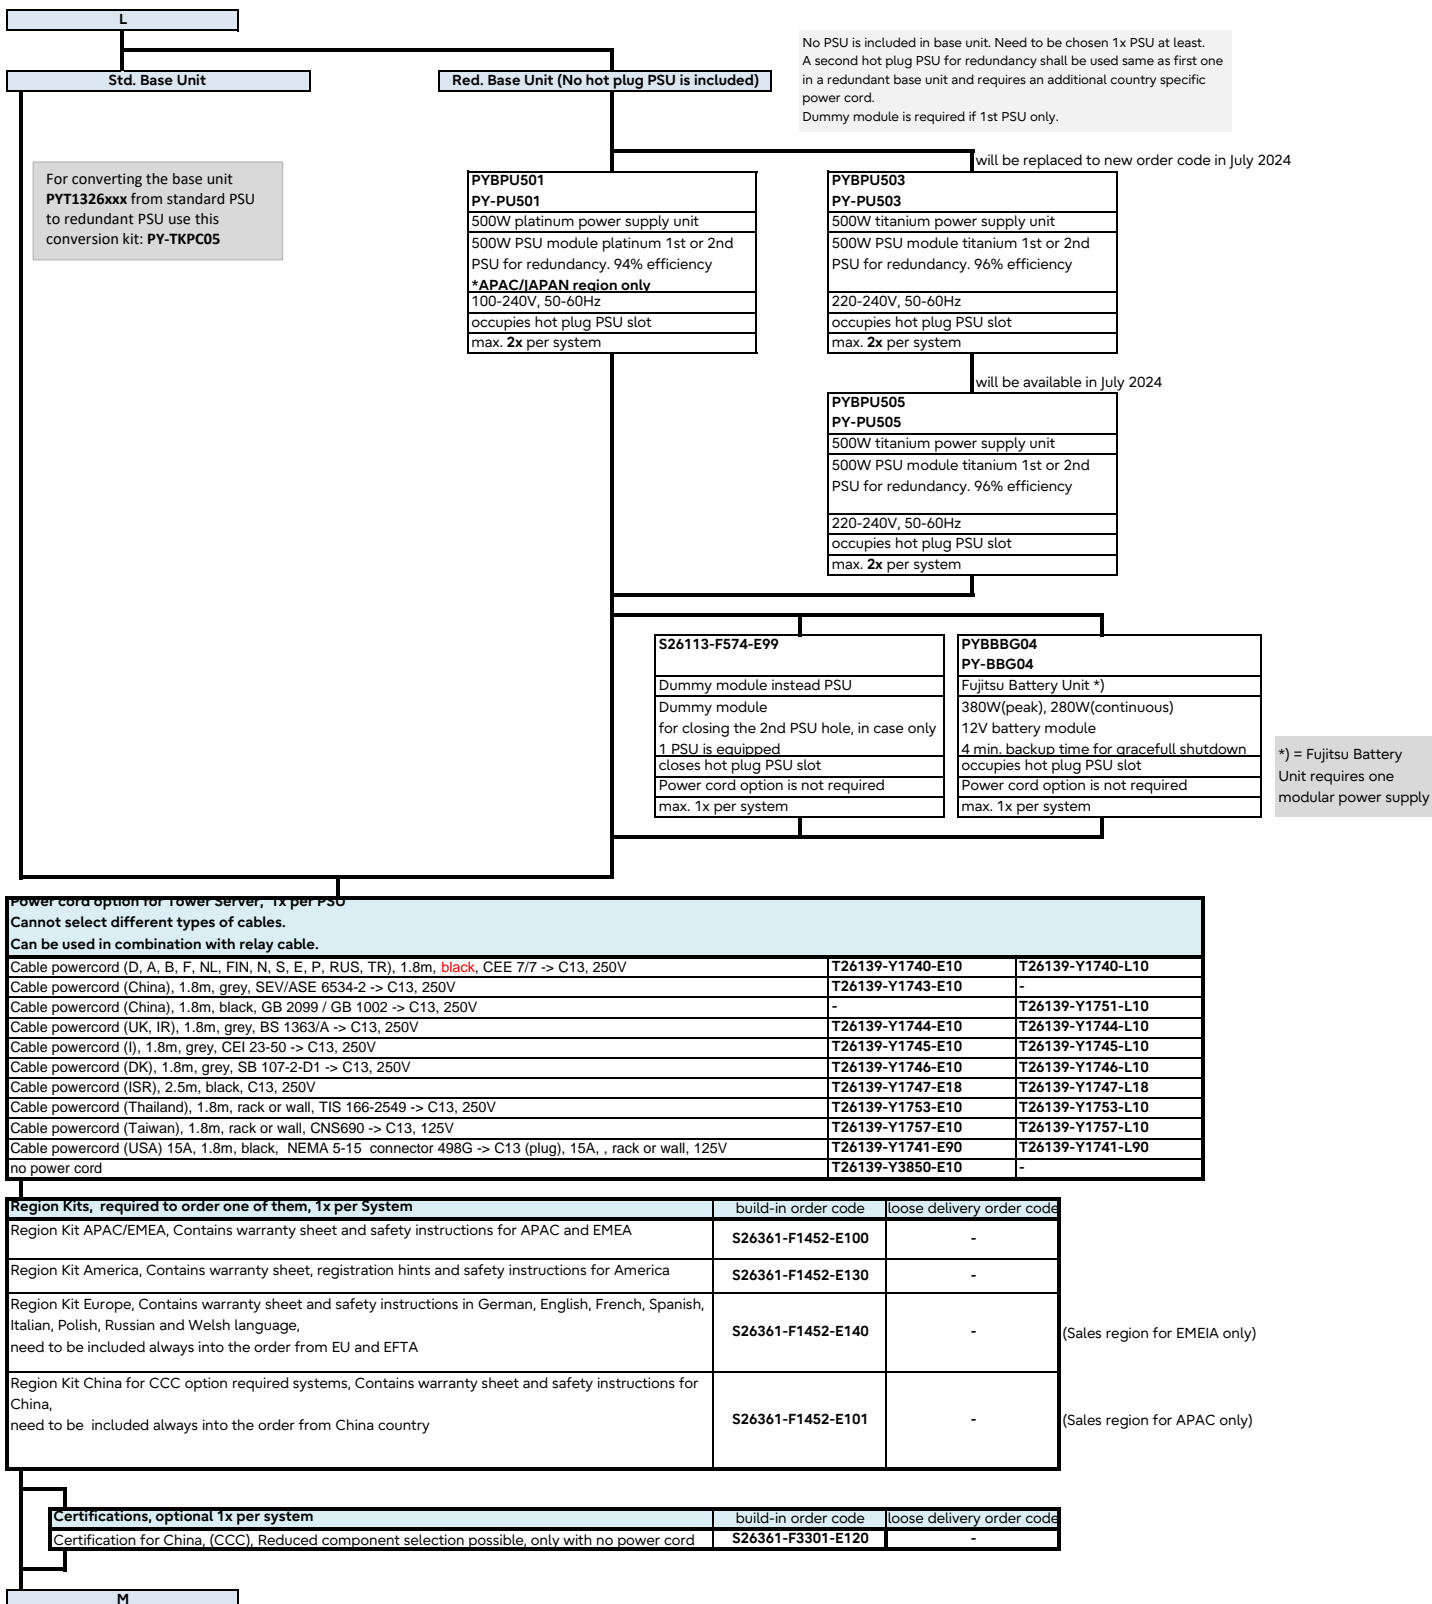 L
No PSU is included in base unit. Need to be chosen 1x PSU at least.
A second hot plug PSU for redundancy shall be used same as first one
in a redundant base unit and requires an additional country specific
power cord.
Dummy module is required if 1st PSU only.
Std. Base Unit
Red. Base Unit (No hot plug PSU is included)
For converting the base unit
PYT1326xxx from standard PSU
to redundant PSU use this
conversion kit: PY-TKPC05
will be replaced to new order code in July 2024
PYBPU501
PY-PU501
500W platinum power supply unit
500W PSU module platinum 1st or 2nd
PSU for redundancy. 94% efficiency
*APAC/JAPAN region only
100-240V, 50-60Hz
occupies hot plug PSU slot
max. 2x per system
PYBPU503
PY-PU503
500W titanium power supply unit
500W PSU module titanium 1st or 2nd
PSU for redundancy. 96% efficiency
220-240V, 50-60Hz
occupies hot plug PSU slot
max. 2x per system
will be available in July 2024
PYBPU505
PY-PU505
500W titanium power supply unit
500W PSU module titanium 1st or 2nd
PSU for redundancy. 96% efficiency
220-240V, 50-60Hz
occupies hot plug PSU slot
max. 2x per system
S26113-F574-E99
Dummy module instead PSU
Dummy module
for closing the 2nd PSU hole, in case only
1 PSU is equipped
closes hot plug PSU slot
Power cord option is not required
max. 1x per system
PYBBBG04
PY-BBG04
Fujitsu Battery Unit *)
380W(peak), 280W(continuous)
12V battery module
4 min. backup time for gracefull shutdown
occupies hot plug PSU slot
Power cord option is not required
max. 1x per system
*) = Fujitsu Battery
Unit requires one
modular power supply
Power cord option for Tower Server, 1x per PSU
Cannot select different types of cables.
Can be used in combination with relay cable.
Cable powercord (D, A, B, F, NL, FIN, N, S, E, P, RUS, TR), 1.8m, black, CEE 7/7 -> C13, 250V T26139-Y1740-E10 T26139-Y1740-L10
Cable powercord (China), 1.8m, grey, SEV/ASE 6534-2 -> C13, 250V T26139-Y1743-E10 -
Cable powercord (China), 1.8m, black, GB 2099 / GB 1002 -> C13, 250V - T26139-Y1751-L10
Cable powercord (UK, IR), 1.8m, grey, BS 1363/A -> C13, 250V T26139-Y1744-E10 T26139-Y1744-L10
Cable powercord (I), 1.8m, grey, CEI 23-50 -> C13, 250V T26139-Y1745-E10 T26139-Y1745-L10
Cable powercord (DK), 1.8m, grey, SB 107-2-D1 -> C13, 250V T26139-Y1746-E10 T26139-Y1746-L10
Cable powercord (ISR), 2.5m, black, C13, 250V T26139-Y1747-E18 T26139-Y1747-L18
Cable powercord (Thailand), 1.8m, rack or wall, TIS 166-2549 -> C13, 250V T26139-Y1753-E10 T26139-Y1753-L10
Cable powercord (Taiwan), 1.8m, rack or wall, CNS690 -> C13, 125V T26139-Y1757-E10 T26139-Y1757-L10
Cable powercord (USA) 15A, 1.8m, black, NEMA 5-15 connector 498G -> C13 (plug), 15A, , rack or wall, 125V T26139-Y1741-E90 T26139-Y1741-L90
no power cord T26139-Y3850-E10 -
Region Kits, required to order one of them, 1x per System build-in order code loose delivery order code
Region Kit APAC/EMEA, Contains warranty sheet and safety instructions for APAC and EMEA S26361-F1452-E100 -
Region Kit America, Contains warranty sheet, registration hints and safety instructions for America S26361-F1452-E130 -
Region Kit Europe, Contains warranty sheet and safety instructions in German, English, French, Spanish,
Italian, Polish, Russian and Welsh language,
need to be included always into the order from EU and EFTA
S26361-F1452-E140 - (Sales region for EMEIA only)
Region Kit China for CCC option required systems, Contains warranty sheet and safety instructions for
China,
need to be included always into the order from China country
S26361-F1452-E101 - (Sales region for APAC only)
Certifications, optional 1x per system build-in order code loose delivery order code
Certification for China, (CCC), Reduced component selection possible, only with no power cord S26361-F3301-E120 -
M